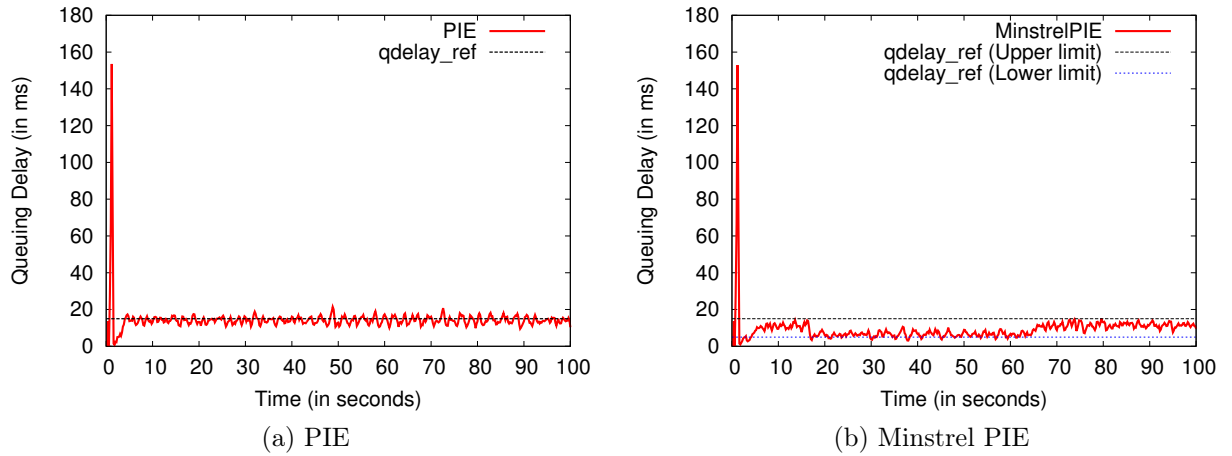 180
160
140
120
100
80
60
40
20
0
Queuing Delay (in ms)
PIE
qdelay_ref
0 10 20 30 40 50 60 70 80 90 100
Time (in seconds)
(a) PIE
180
160
140
120
100
80
60
40
20
0
Queuing Delay (in ms)
MinstrelPIE
qdelay_ref (Upper limit)
qdelay_ref (Lower limit)
0 10 20 30 40 50 60 70 80 90 100
Time (in seconds)
(b) Minstrel PIE